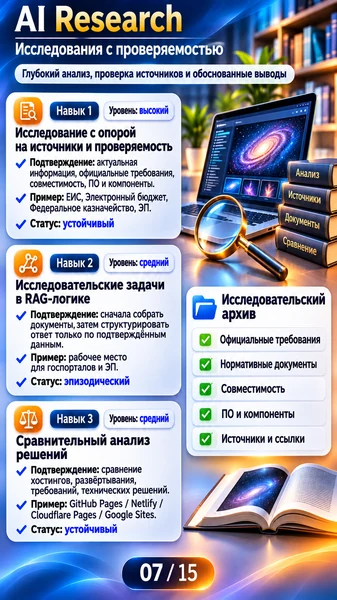 AI Research
Исследования с проверяемостью
Глубокий анализ, проверка источников и обоснованные выводы
Навык 1
Уровень: высокий
Исследование с опорой
на источники и проверяемость
Подтверждение: актуальная
информация, официальные требования,
совместимость, ПО и компоненты.
Пример: ЕИС, Электронный бюджет,
Федеральное казначейство, ЭП.
Статус: устойчивый
Навык 2
Уровень: средний
Исследовательские задачи
в RAG-логике
Подтверждение: сначала собрать
документы, затем структурировать
ответ только по подтверждённым
данным.
Пример: рабочее место
для госпорталов и ЭП.
Статус: эпизодический
Навык 3
Уровень: средний
Сравнительный анализ
решений
Подтверждение: сравнение
хостингов, развёртывания,
требований, технических решений.
Пример: GitHub Pages / Netlify /
Cloudflare Pages / Google Sites.
Статус: устойчивый
Анализ
Источники
Документы
Сравнение
Исследовательский
архив
Официальные требования
Нормативные документы
Совместимость
ПО и компоненты
Источники и ссылки
07 / 15